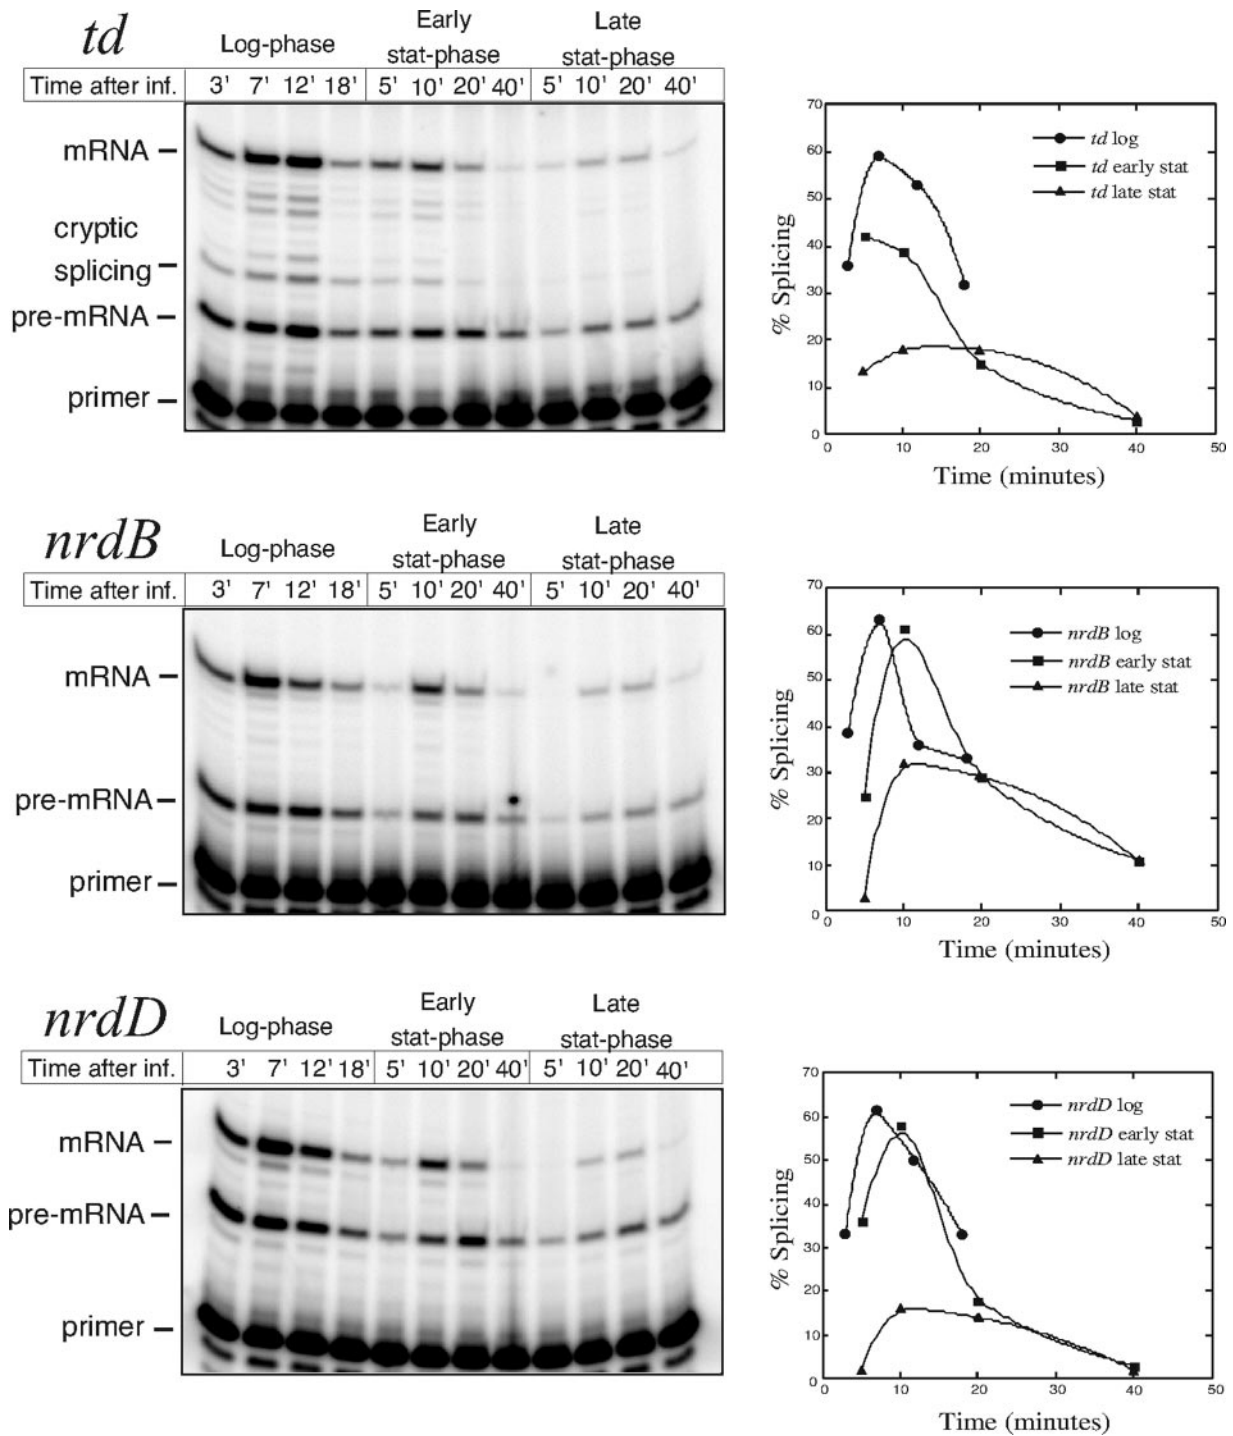 td
Log-phase
Early
stat-phase
Late
stat-phase
Time after inf. 3' 7' 12' 18' 5' 10' 20' 40' 5' 10' 20' 40'
mRNA
cryptic
splicing
pre-mRNA
primer
70
60
50
40
30
20
10
0
% Splicing
td log
td early stat
td late stat
0 10 20 30 40 50
Time (minutes)
nrdB
Log-phase
Early
stat-phase
Late
stat-phase
Time after inf. 3' 7' 12' 18' 5' 10' 20' 40' 5' 10' 20' 40'
mRNA
pre-mRNA
primer
70
60
50
40
30
20
10
0
% Splicing
nrdB log
nrdB early stat
nrdB late stat
0 10 20 30 40 50
Time (minutes)
nrdD
Log-phase
Early
stat-phase
Late
stat-phase
Time after inf. 3' 7' 12' 18' 5' 10' 20' 40' 5' 10' 20' 40'
mRNA
pre-mRNA
primer
70
60
50
40
30
20
10
0
% Splicing
nrdD log
nrdD early stat
nrdD late stat
0 10 20 30 40 50
Time (minutes)